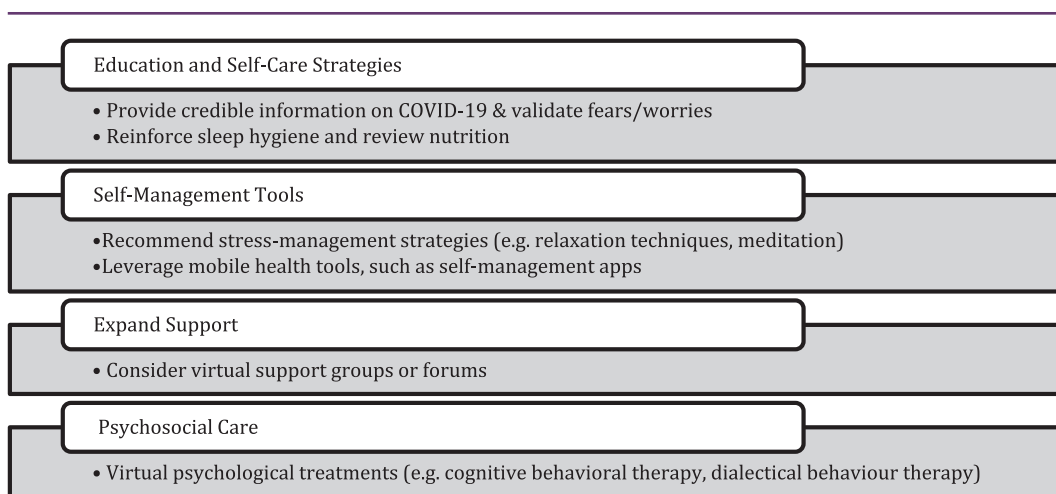 Education and Self-Care Strategies
• Provide credible information on COVID-19 & validate fears/worries
• Reinforce sleep hygiene and review nutrition
Self-Management Tools
•Recommend stress-management strategies (e.g. relaxation techniques, meditation)
•Leverage mobile health tools, such as self-management apps
Expand Support
• Consider virtual support groups or forums
Psychosocial Care
• Virtual psychological treatments (e.g. cognitive behavioral therapy, dialectical behaviour therapy)